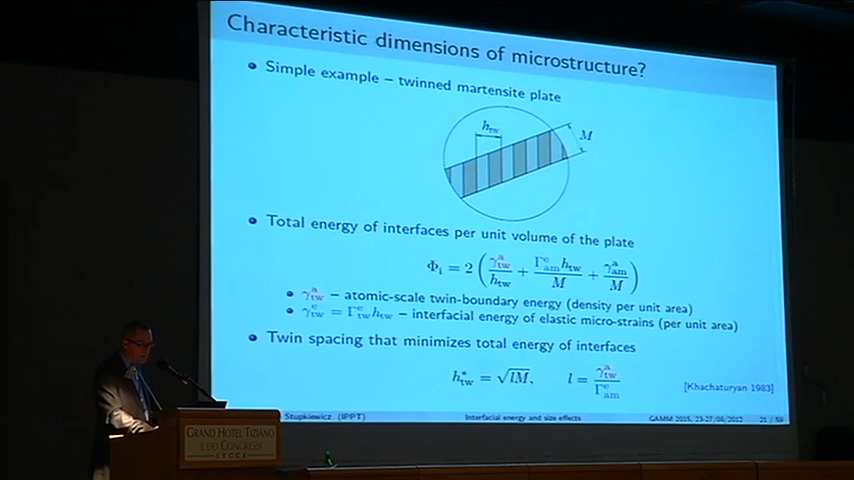 Characteristic dimensions of microstructure?
Simple example – twinned martensite plate
h_tw
M
Total energy of interfaces per unit volume of the plate
Φ_i = 2 ( γ^a_tw / h_tw + Γ^e_am h_tw / M + γ^a_am / M )
γ^a_tw – atomic-scale twin-boundary energy (density per unit area)
γ^e_tw = Γ^e_tw h_tw – interfacial energy of elastic micro-strains (per unit area)
Twin spacing that minimizes total energy of interfaces
h*_tw = √lM, l = γ^a_tw / Γ^e_am
[Khachaturyan 1983]
Stupkiewicz (IPPT) Interfacial energy and size effects GAMM 2015, 23-27/03/2012 21 / 59
GRAND HOTEL TIZIANO
E DEI CONGRESSI
LECCE